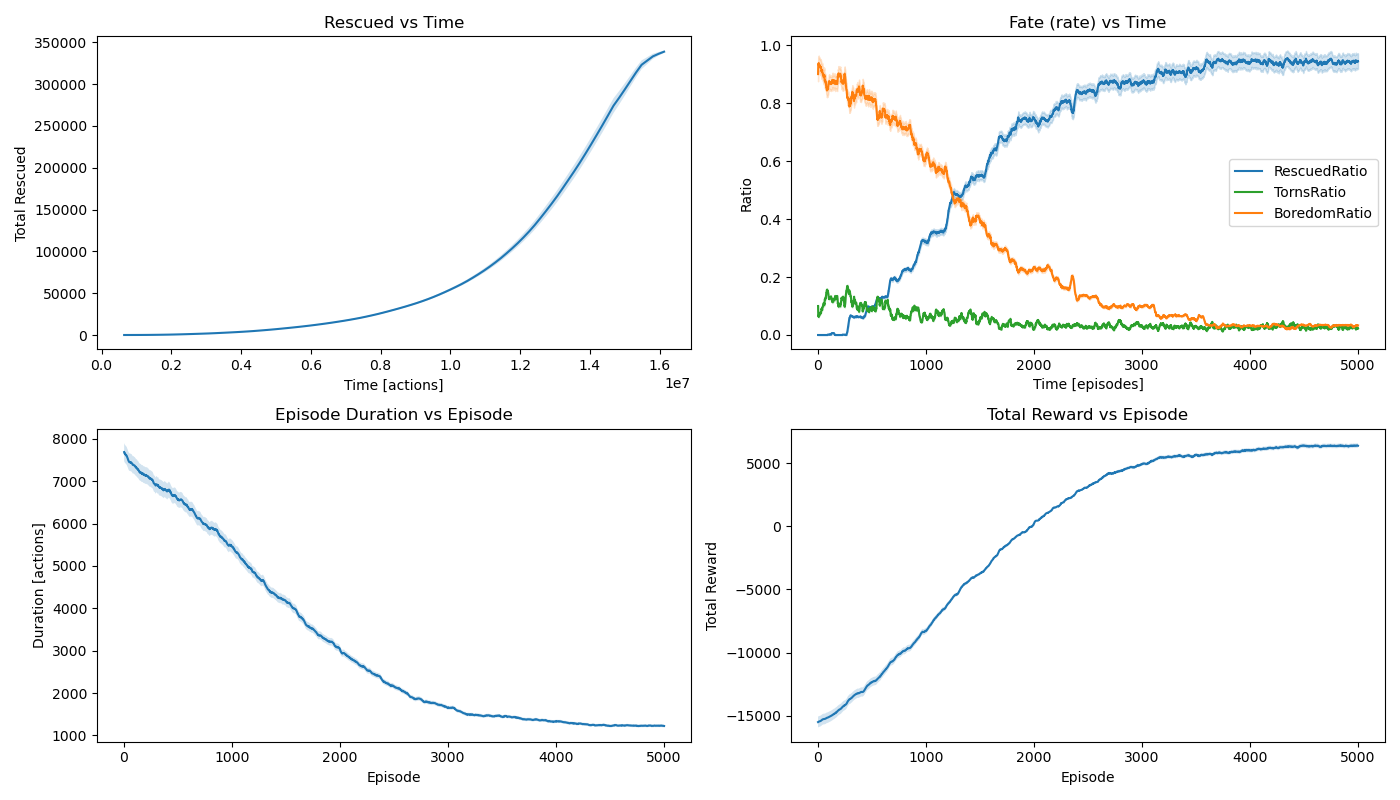 Rescued vs Time
350000
300000
250000
200000
150000
100000
50000
0
Total Rescued
0.0 0.2 0.4 0.6 0.8 1.0 1.2 1.4 1.6
1e7
Time [actions]
Fate (rate) vs Time
1.0
0.8
0.6
0.4
0.2
0.0
Ratio
RescuedRatio
TornsRatio
BoredomRatio
0 1000 2000 3000 4000 5000
Time [episodes]
Episode Duration vs Episode
8000
7000
6000
5000
4000
3000
2000
1000
Duration [actions]
0 1000 2000 3000 4000 5000
Episode
Total Reward vs Episode
5000
0
−5000
−10000
−15000
Total Reward
0 1000 2000 3000 4000 5000
Episode